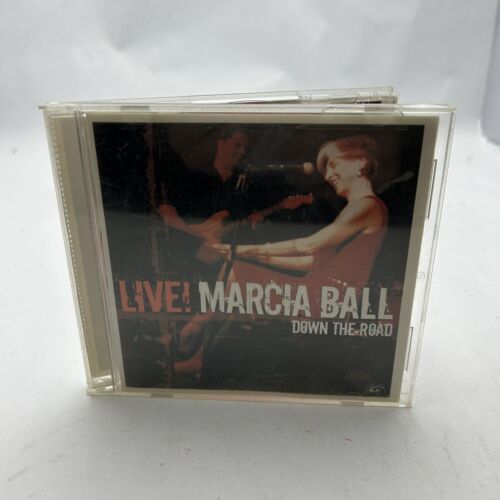 LIVE! MARCIA BALL
DOWN THE ROAD